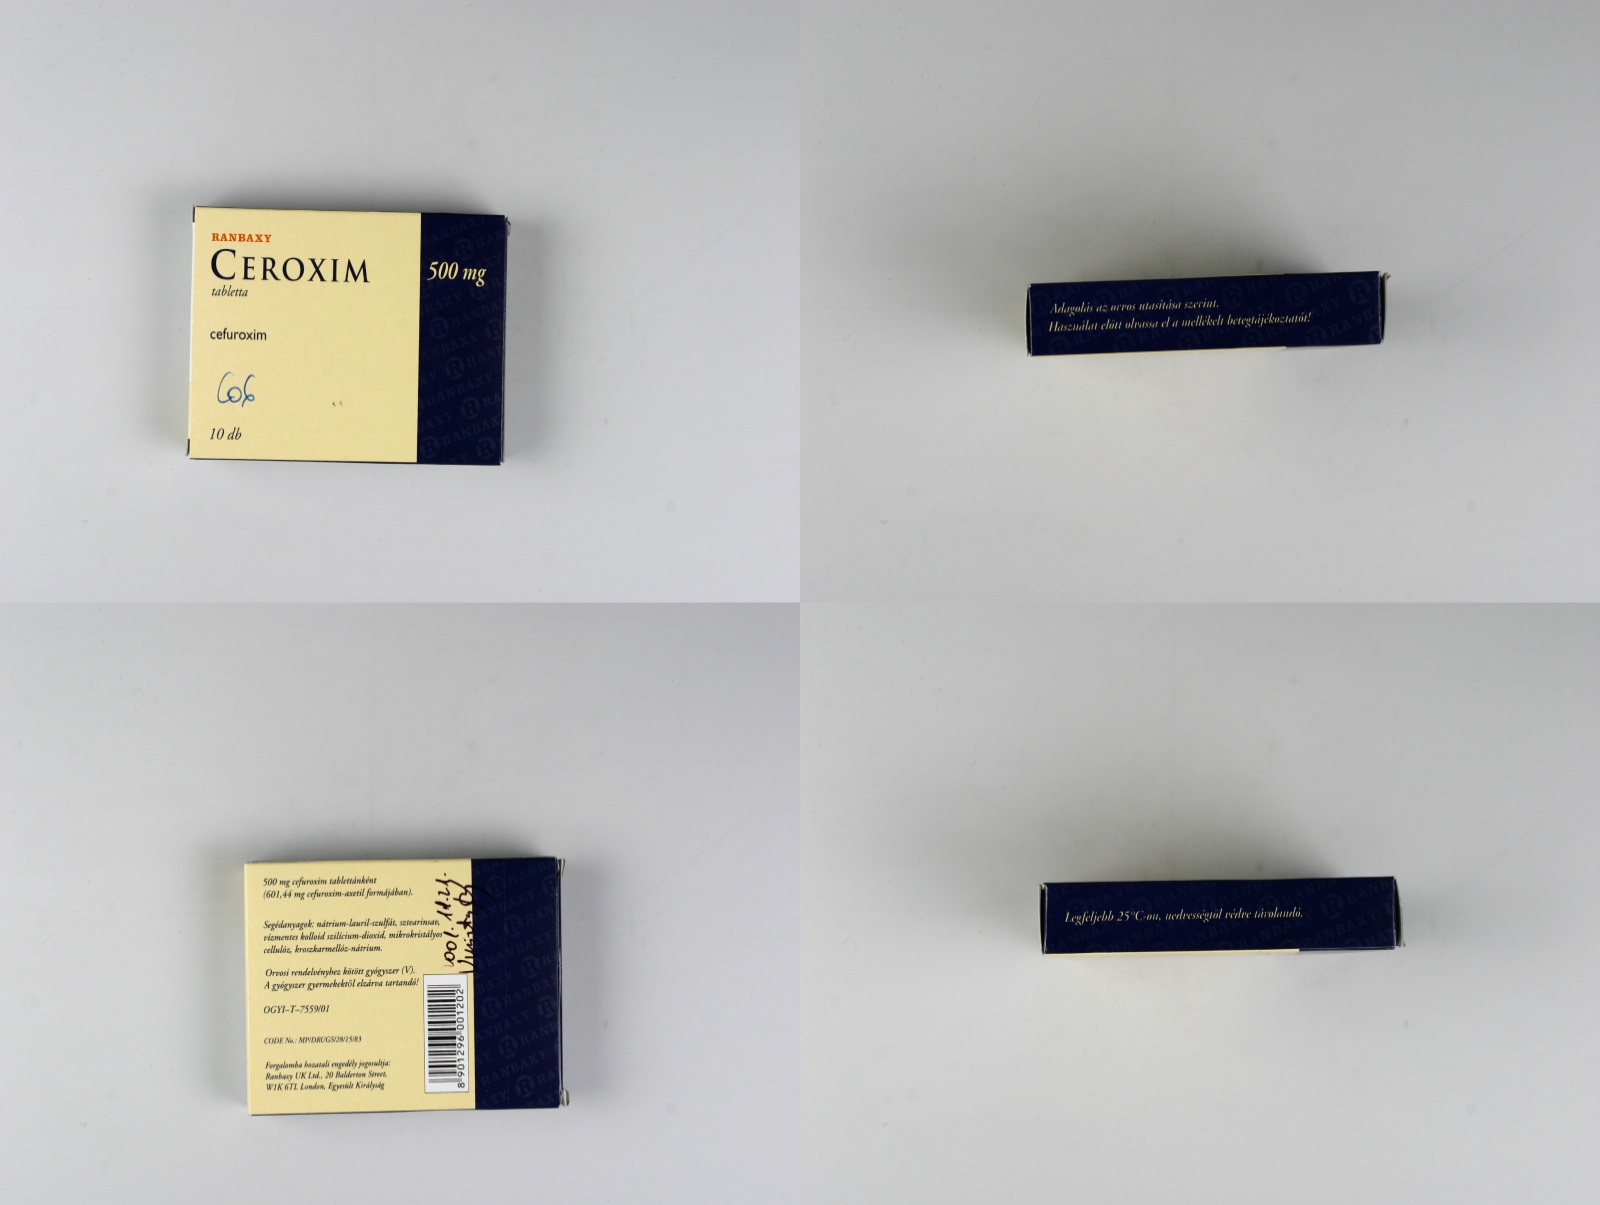 RANBAXY
CEROXIM
tabletta
500 mg
cefuroxim
606
10 db
Adagolás az orvos utasítása szerint.
Használat előtt olvassa el a mellékelt betegtájékoztatót!
500 mg cefuroxim tablettánként
(601,44 mg cefuroxim-axetil formájában).
Segédanyagok: nátrium-lauril-szulfát, sztearinsav,
vízmentes kolloid szilícium-dioxid, mikrokristályos
cellulóz, kroszkarmellóz-nátrium.
Orvosi rendelvényhez kötött gyógyszer (V).
A gyógyszer gyermekektől elzárva tartandó!
OGYI-T-7559/01
CODE No.: MP/DRUGS/28/15/83
Forgalomba hozatali engedély jogosultja:
Ranbaxy UK Ltd., 20 Balderton Street,
W1K 6TL London, Egyesült Királyság
8 901296 001202
Legfeljebb 25°C-on, nedvességtől védve tárolandó.